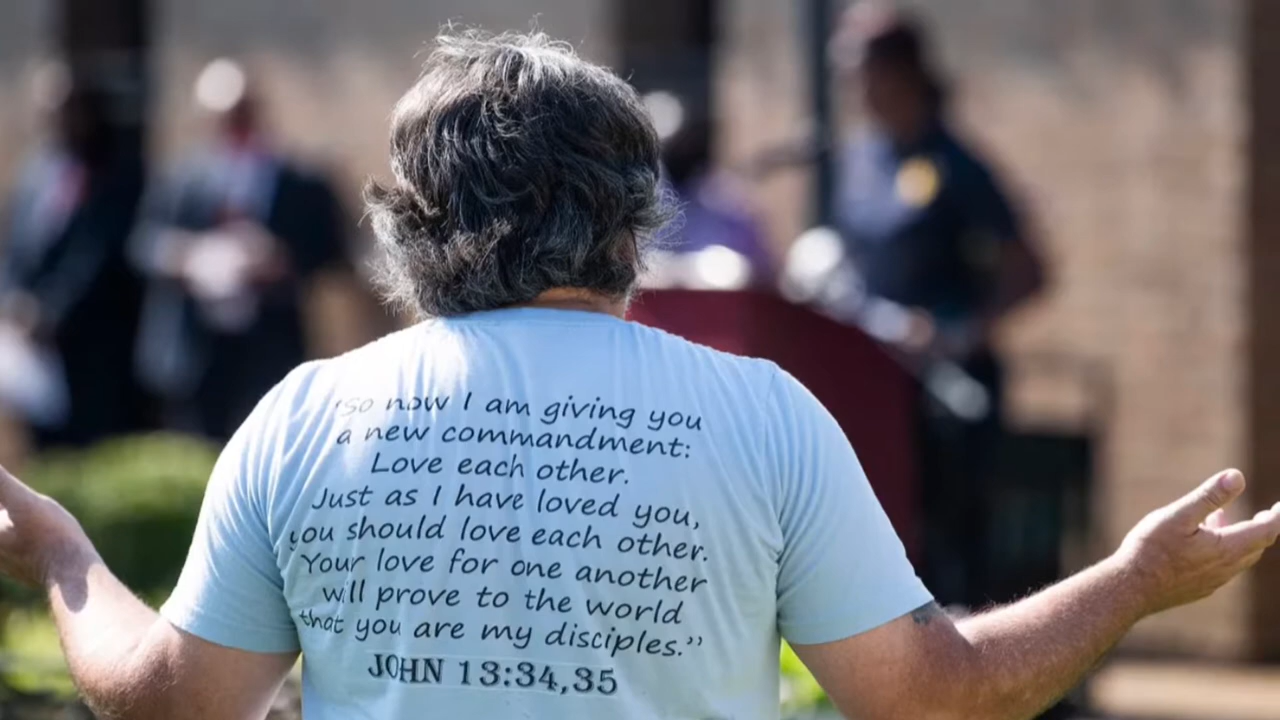 "So now I am giving you
a new commandment:
Love each other.
Just as I have loved you,
you should love each other.
Your love for one another
will prove to the world
that you are my disciples."
JOHN 13:34,35